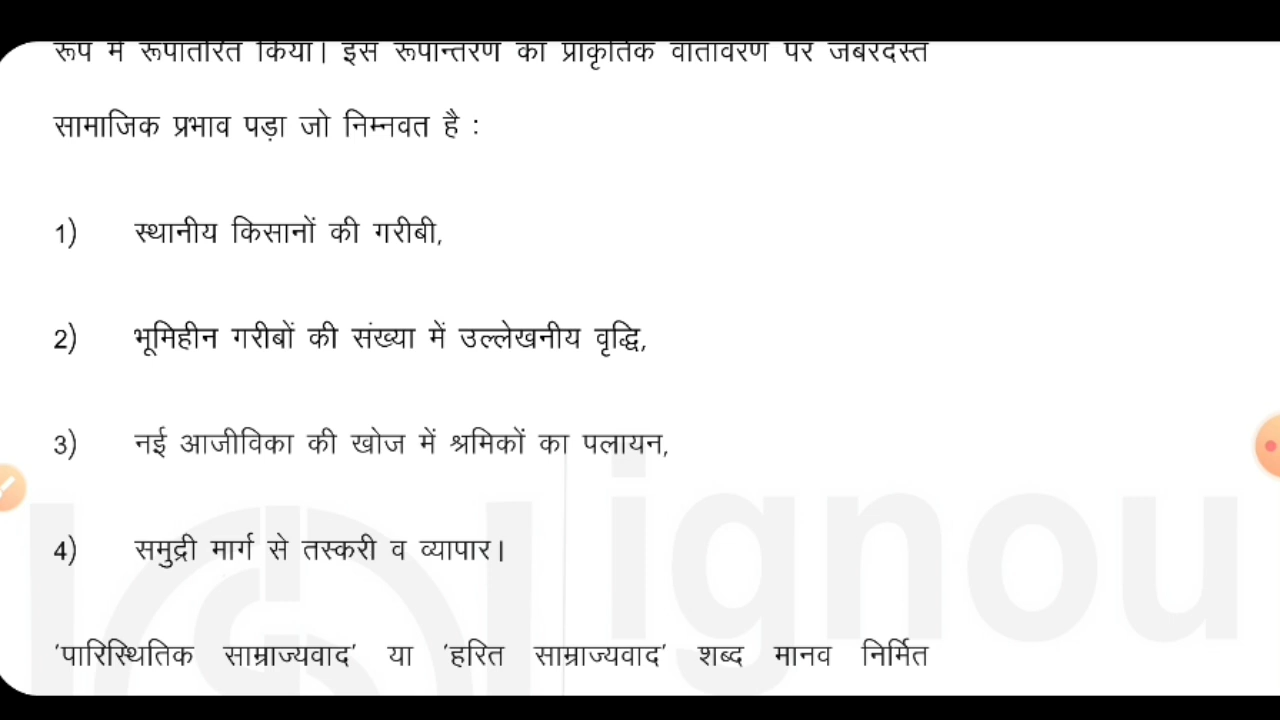 रूप में रूपांतरित किया। इस रूपान्तरण का प्राकृतिक वातावरण पर जबरदस्त
सामाजिक प्रभाव पड़ा जो निम्नवत है :
1) स्थानीय किसानों की गरीबी,
2) भूमिहीन गरीबों की संख्या में उल्लेखनीय वृद्धि,
3) नई आजीविका की खोज में श्रमिकों का पलायन,
4) समुद्री मार्ग से तस्करी व व्यापार।
ignou
'पारिस्थितिक साम्राज्यवाद' या 'हरित साम्राज्यवाद' शब्द मानव निर्मित